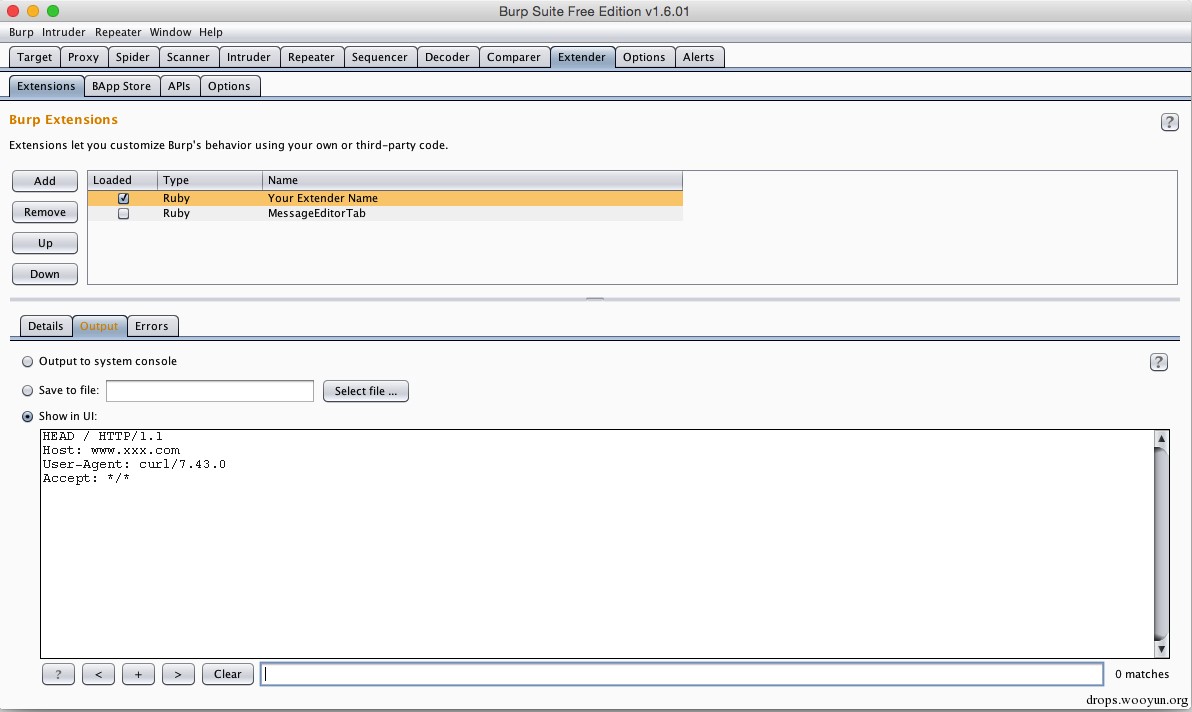 Burp Suite Free Edition v1.6.01
Burp Intruder Repeater Window Help
Target Proxy Spider Scanner Intruder Repeater Sequencer Decoder Comparer Extender Options Alerts
Extensions BApp Store APIs Options
Burp Extensions
?
Extensions let you customize Burp's behavior using your own or third-party code.
Add
Remove
Up
Down
Loaded Type Name
Ruby Your Extender Name
Ruby MessageEditorTab
Details Output Errors
Output to system console
?
Save to file: Select file ...
Show in UI:
HEAD / HTTP/1.1
Host: www.xxx.com
User-Agent: curl/7.43.0
Accept: */*
? < + > Clear 0 matches
drops.wooyun.org